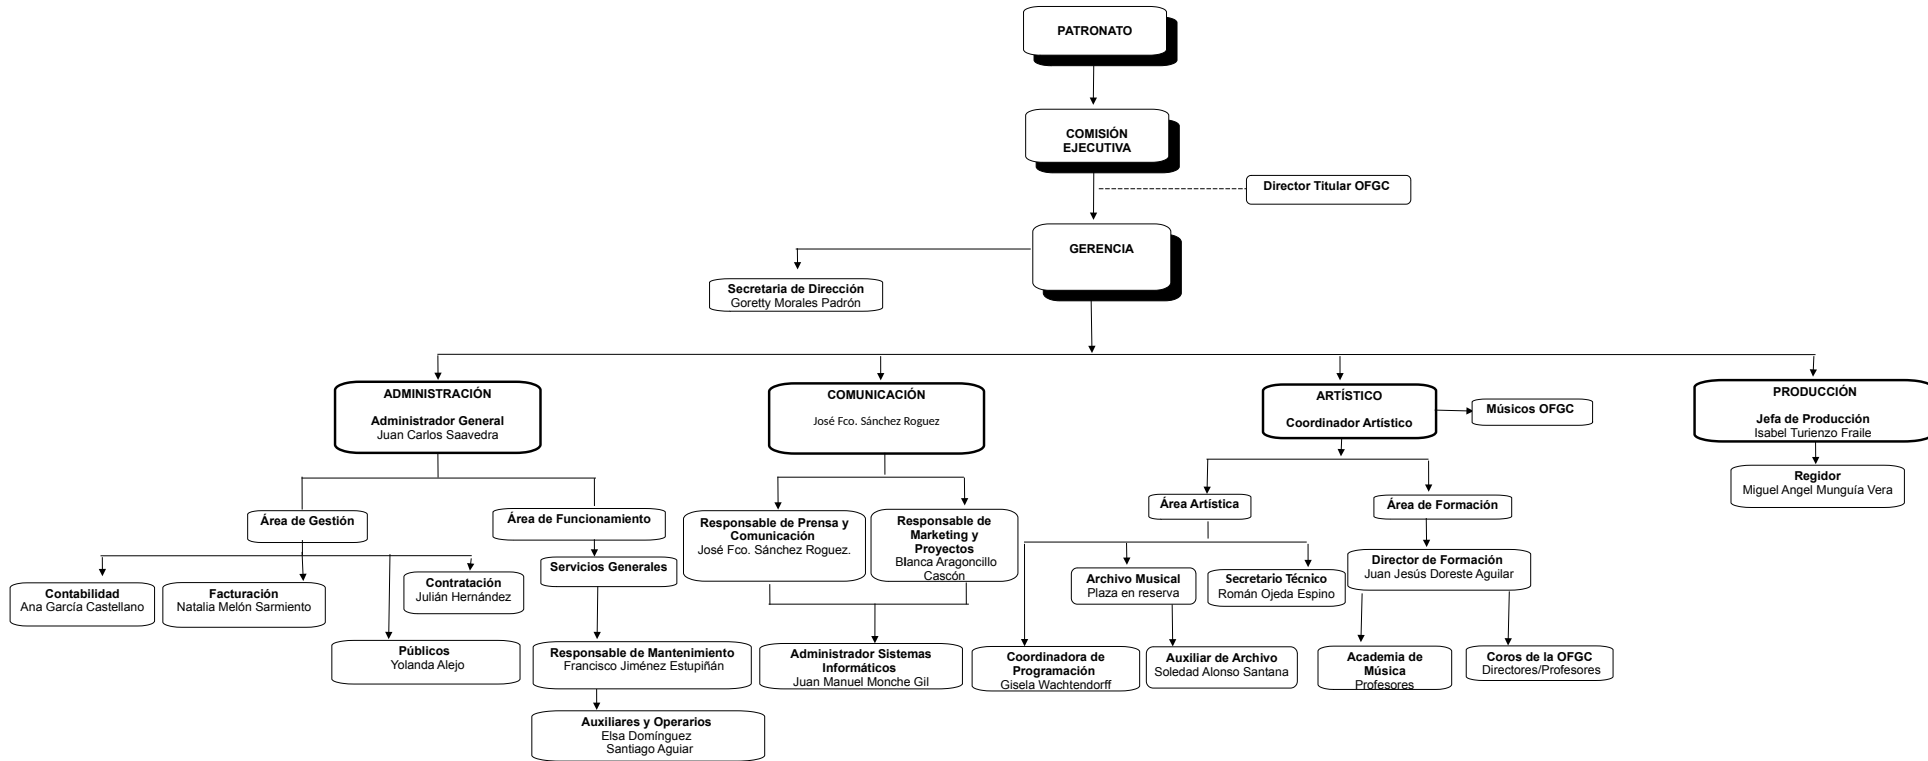 PATRONATO
COMISIÓN
EJECUTIVA
Director Titular OFGC
GERENCIA
Secretaria de Dirección
Goretty Morales Padrón
ADMINISTRACIÓN
Administrador General
Juan Carlos Saavedra
COMUNICACIÓN
José Fco. Sánchez Roguez
ARTÍSTICO
Coordinador Artístico
Músicos OFGC
PRODUCCIÓN
Jefa de Producción
Isabel Turienzo Fraile
Regidor
Miguel Angel Munguía Vera
Área de Gestión
Área de Funcionamiento
Responsable de Prensa y
Comunicación
José Fco. Sánchez Roguez.
Responsable de
Marketing y
Proyectos
Blanca Aragoncillo
Cascón
Área Artística
Área de Formación
Contabilidad
Ana García Castellano
Facturación
Natalia Melón Sarmiento
Contratación
Julián Hernández
Servicios Generales
Archivo Musical
Plaza en reserva
Secretario Técnico
Román Ojeda Espino
Director de Formación
Juan Jesús Doreste Aguilar
Públicos
Yolanda Alejo
Responsable de Mantenimiento
Francisco Jiménez Estupiñán
Administrador Sistemas
Informáticos
Juan Manuel Monche Gil
Coordinadora de
Programación
Gisela Wachtendorff
Auxiliar de Archivo
Soledad Alonso Santana
Academia de
Música
Profesores
Coros de la OFGC
Directores/Profesores
Auxiliares y Operarios
Elsa Domínguez
Santiago Aguiar